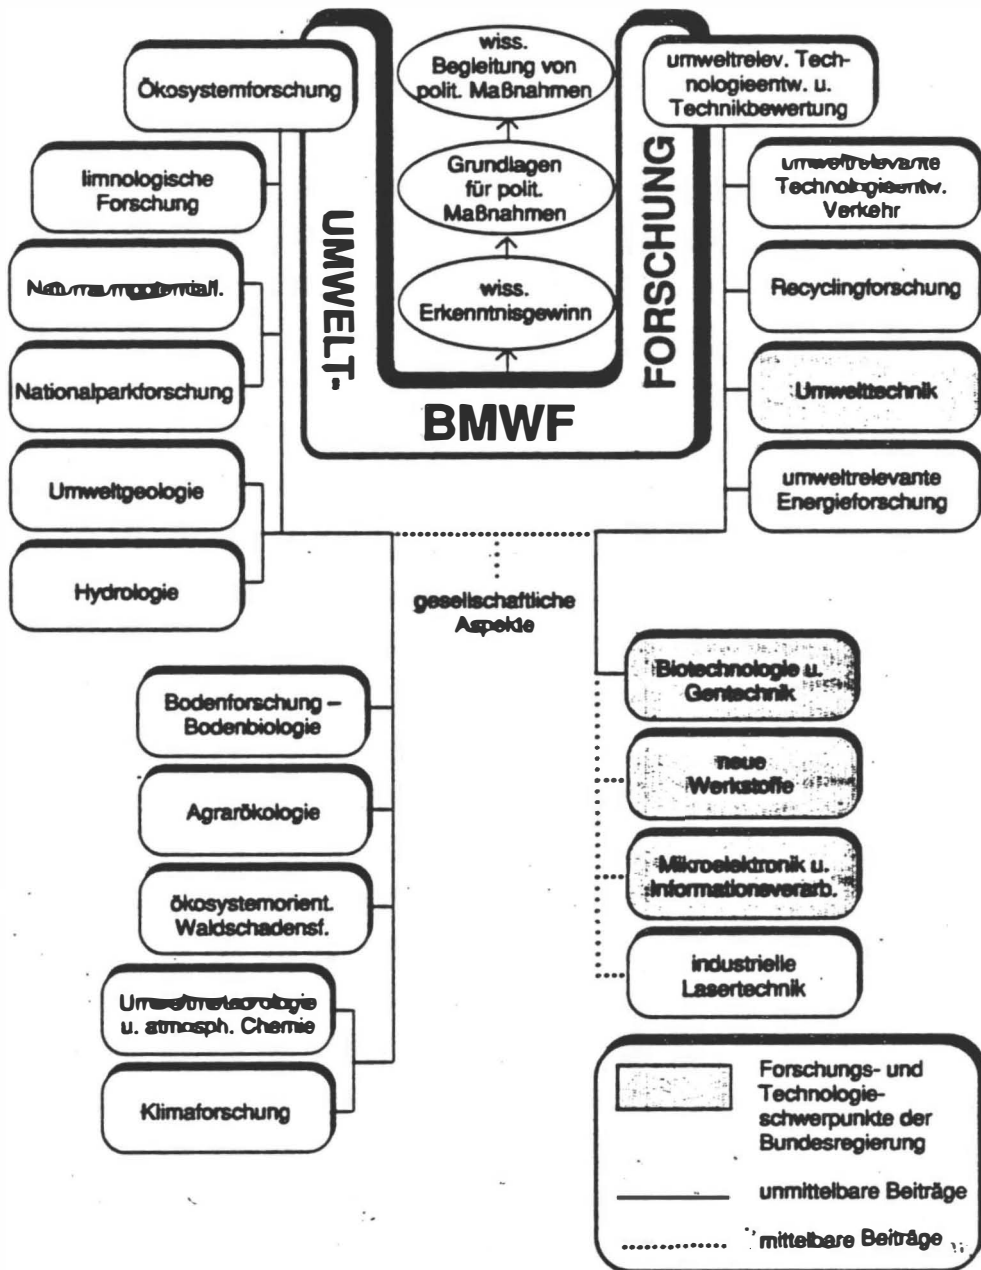 Ökosystemforschung
limnologische
Forschung
Nationalparkforschung
Umweltgeologie
Hydrologie
wiss.
Begleitung von
polit. Maßnahmen
Grundlagen
für polit.
Maßnahmen
wiss.
Erkenntnisgewinn
UMWELT-
FORSCHUNG
BMWF
umweltrelev. Tech-
nologieentw. u.
Technikbewertung
umweltrelevante
Technologieentw.
Verkehr
Recyclingforschung
Umwelttechnik
umweltrelevante
Energieforschung
gesellschaftliche
Aspekte
Bodenforschung –
Bodenbiologie
Agrarökologie
ökosystemorient.
Waldschadensf.
Umweltmeteorologie
u. atmosph. Chemie
Klimaforschung
Biotechnologie u.
Gentechnik
neue
Werkstoffe
Mikroelektronik u.
Informationsverarb.
industrielle
Lasertechnik
Forschungs- und
Technologie-
schwerpunkte der
Bundesregierung
unmittelbare Beiträge
mittelbare Beiträge